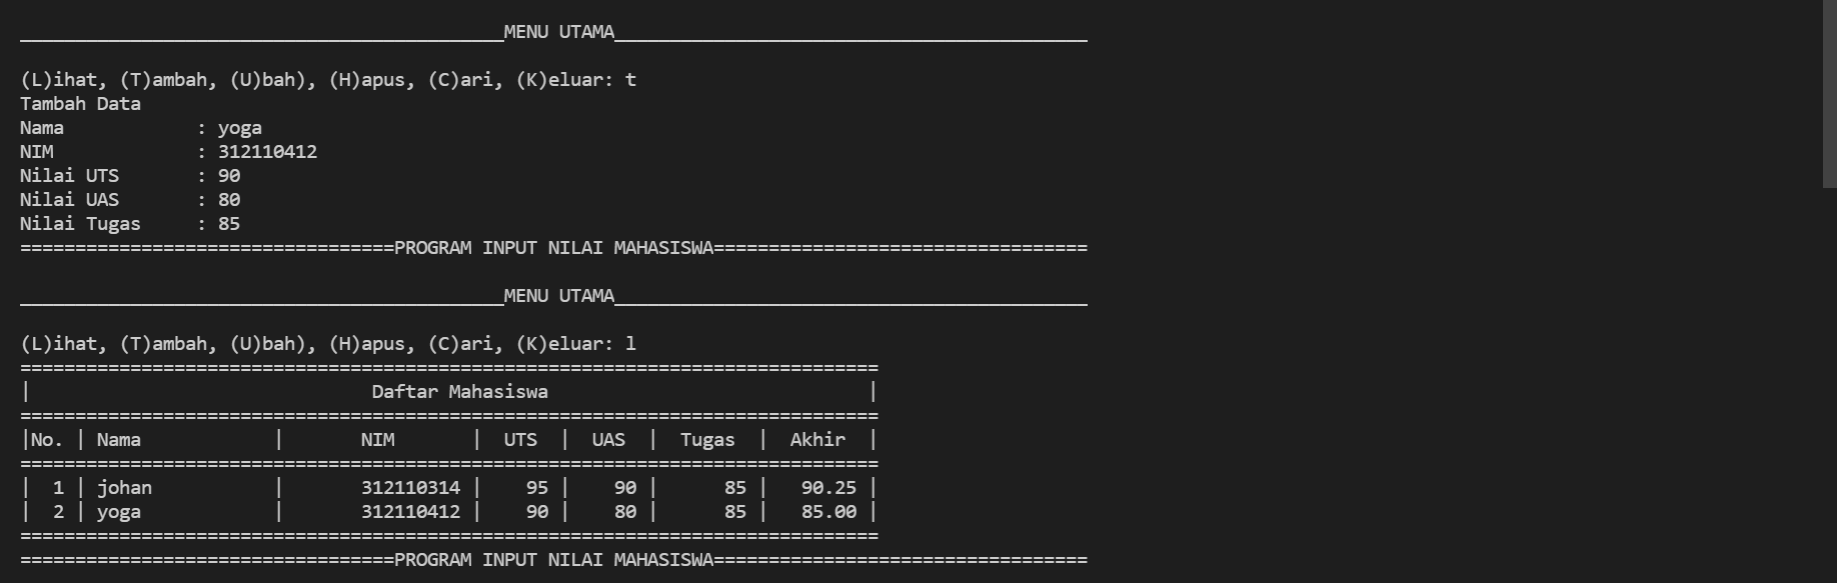 ____________________________________________MENU UTAMA___________________________________________
(L)ihat, (T)ambah, (U)bah), (H)apus, (C)ari, (K)eluar: t
Tambah Data
Nama            : yoga
NIM             : 312110412
Nilai UTS       : 90
Nilai UAS       : 80
Nilai Tugas     : 85
==================================PROGRAM INPUT NILAI MAHASISWA==================================
____________________________________________MENU UTAMA___________________________________________
(L)ihat, (T)ambah, (U)bah), (H)apus, (C)ari, (K)eluar: l
==============================================================================
|                               Daftar Mahasiswa                             |
==============================================================================
|No. | Nama            |       NIM       |  UTS  |  UAS  |  Tugas  |  Akhir  |
==============================================================================
|  1 | johan           |       312110314 |    95 |    90 |      85 |   90.25 |
|  2 | yoga            |       312110412 |    90 |    80 |      85 |   85.00 |
==============================================================================
==================================PROGRAM INPUT NILAI MAHASISWA==================================